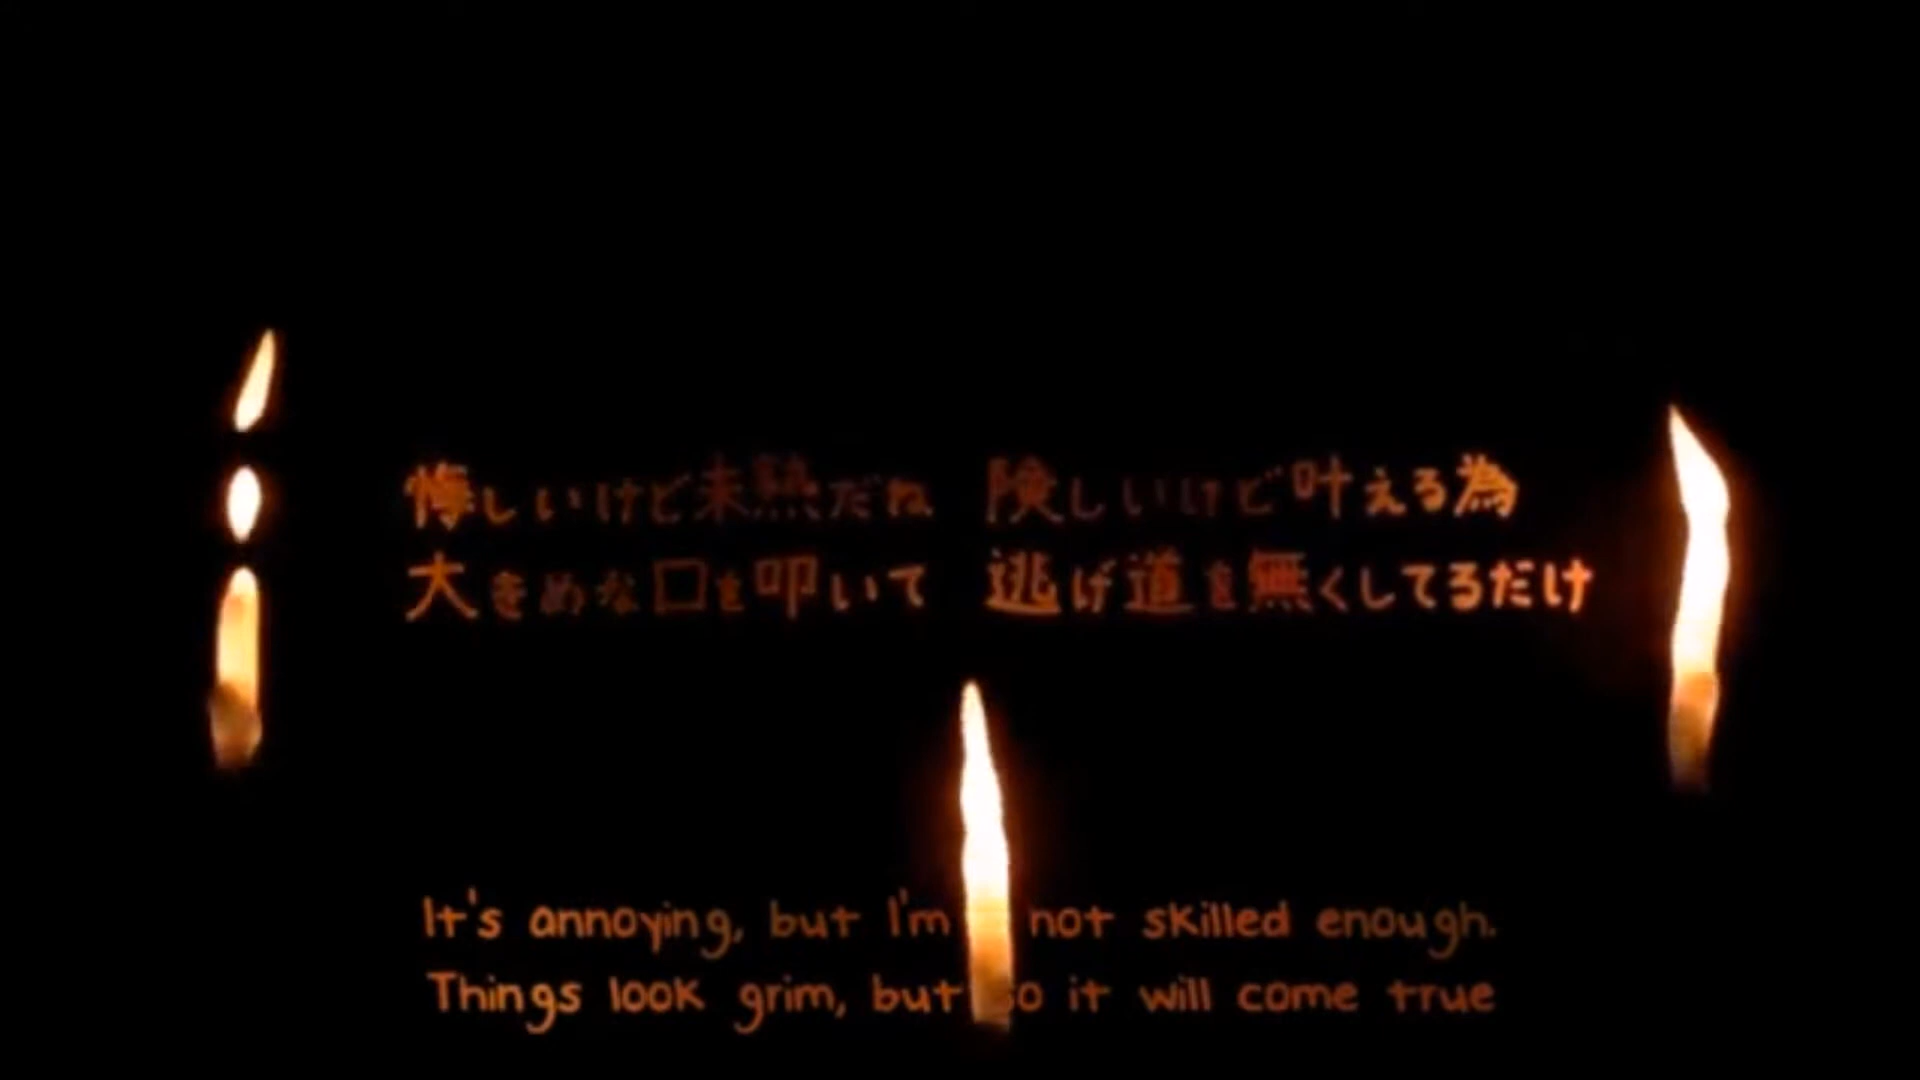 悔しいけど未熟だね 険しいけど叶える為
大きめな口を叩いて 逃げ道を無くしてるだけ
It's annoying, but I'm not skilled enough.
Things look grim, but so it will come true